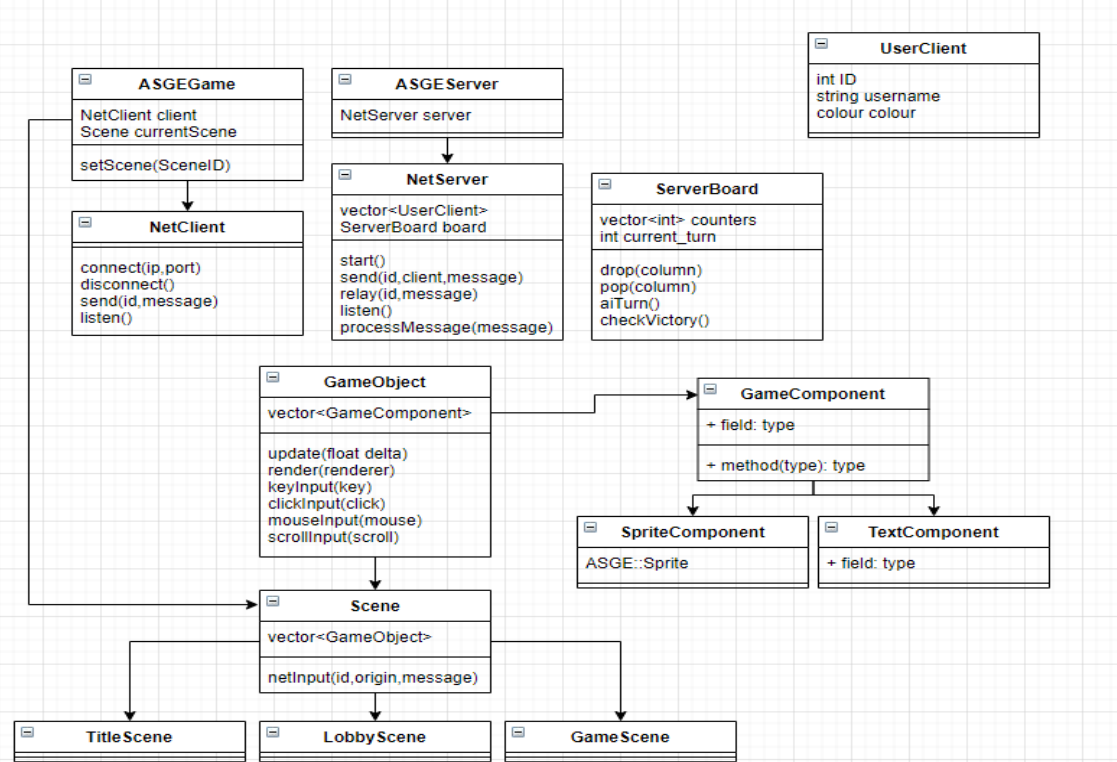 UserClient
int ID
string username
colour colour
ASGEGame
NetClient client
Scene currentScene
setScene(SceneID)
ASGEServer
NetServer server
NetClient
connect(ip,port)
disconnect()
send(id,message)
listen()
NetServer
vector<UserClient>
ServerBoard board
start()
send(id,client,message)
relay(id,message)
listen()
processMessage(message)
ServerBoard
vector<int> counters
int current_turn
drop(column)
pop(column)
aiTurn()
checkVictory()
GameObject
vector<GameComponent>
update(float delta)
render(renderer)
keyInput(key)
clickInput(click)
mouseInput(mouse)
scrollInput(scroll)
GameComponent
+ field: type
+ method(type): type
SpriteComponent
ASGE::Sprite
TextComponent
+ field: type
Scene
vector<GameObject>
netInput(id,origin,message)
TitleScene
LobbyScene
GameScene